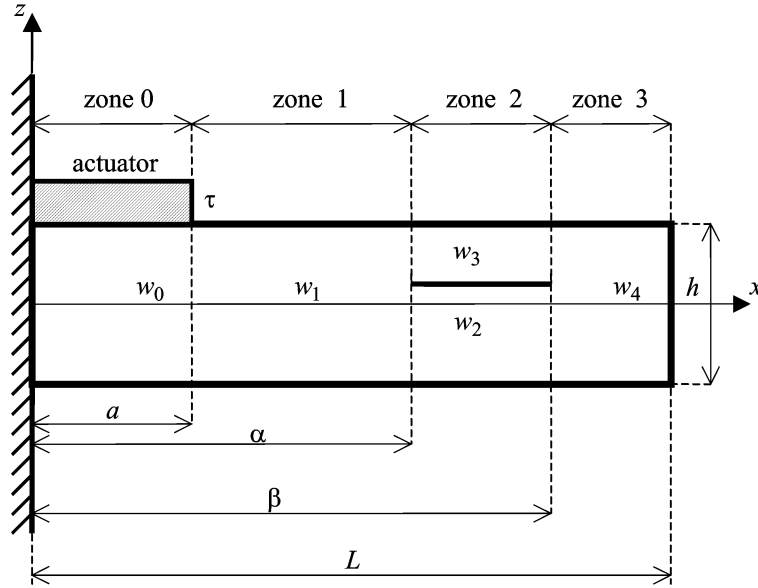 z
zone 0 zone 1 zone 2 zone 3
actuator
τ
w3
w0 w1 w4 h x
w2
a
α
β
L